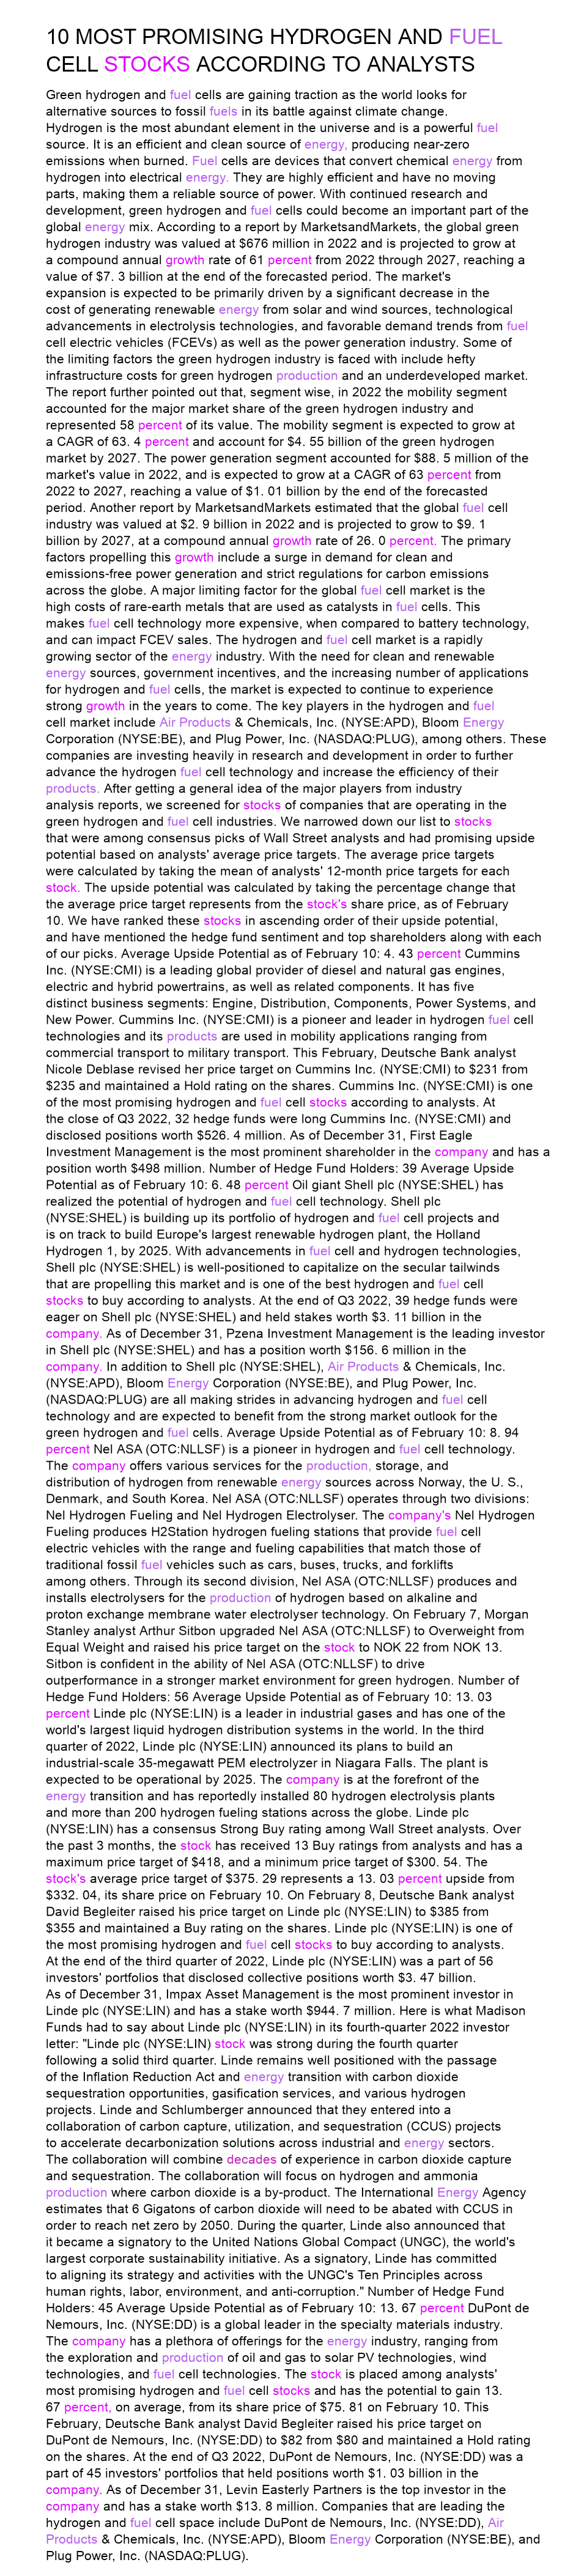 10 MOST PROMISING HYDROGEN AND FUEL
CELL STOCKS ACCORDING TO ANALYSTS
Green hydrogen and fuel cells are gaining traction as the world looks for
alternative sources to fossil fuels in its battle against climate change.
Hydrogen is the most abundant element in the universe and is a powerful fuel
source. It is an efficient and clean source of energy, producing near-zero
emissions when burned. Fuel cells are devices that convert chemical energy from
hydrogen into electrical energy. They are highly efficient and have no moving
parts, making them a reliable source of power. With continued research and
development, green hydrogen and fuel cells could become an important part of the
global energy mix. According to a report by MarketsandMarkets, the global green
hydrogen industry was valued at $676 million in 2022 and is projected to grow at
a compound annual growth rate of 61 percent from 2022 through 2027, reaching a
value of $7. 3 billion at the end of the forecasted period. The market's
expansion is expected to be primarily driven by a significant decrease in the
cost of generating renewable energy from solar and wind sources, technological
advancements in electrolysis technologies, and favorable demand trends from fuel
cell electric vehicles (FCEVs) as well as the power generation industry. Some of
the limiting factors the green hydrogen industry is faced with include hefty
infrastructure costs for green hydrogen production and an underdeveloped market.
The report further pointed out that, segment wise, in 2022 the mobility segment
accounted for the major market share of the green hydrogen industry and
represented 58 percent of its value. The mobility segment is expected to grow at
a CAGR of 63. 4 percent and account for $4. 55 billion of the green hydrogen
market by 2027. The power generation segment accounted for $88. 5 million of the
market's value in 2022, and is expected to grow at a CAGR of 63 percent from
2022 to 2027, reaching a value of $1. 01 billion by the end of the forecasted
period. Another report by MarketsandMarkets estimated that the global fuel cell
industry was valued at $2. 9 billion in 2022 and is projected to grow to $9. 1
billion by 2027, at a compound annual growth rate of 26. 0 percent. The primary
factors propelling this growth include a surge in demand for clean and
emissions-free power generation and strict regulations for carbon emissions
across the globe. A major limiting factor for the global fuel cell market is the
high costs of rare-earth metals that are used as catalysts in fuel cells. This
makes fuel cell technology more expensive, when compared to battery technology,
and can impact FCEV sales. The hydrogen and fuel cell market is a rapidly
growing sector of the energy industry. With the need for clean and renewable
energy sources, government incentives, and the increasing number of applications
for hydrogen and fuel cells, the market is expected to continue to experience
strong growth in the years to come. The key players in the hydrogen and fuel
cell market include Air Products & Chemicals, Inc. (NYSE:APD), Bloom Energy
Corporation (NYSE:BE), and Plug Power, Inc. (NASDAQ:PLUG), among others. These
companies are investing heavily in research and development in order to further
advance the hydrogen fuel cell technology and increase the efficiency of their
products. After getting a general idea of the major players from industry
analysis reports, we screened for stocks of companies that are operating in the
green hydrogen and fuel cell industries. We narrowed down our list to stocks
that were among consensus picks of Wall Street analysts and had promising upside
potential based on analysts' average price targets. The average price targets
were calculated by taking the mean of analysts' 12-month price targets for each
stock. The upside potential was calculated by taking the percentage change that
the average price target represents from the stock's share price, as of February
10. We have ranked these stocks in ascending order of their upside potential,
and have mentioned the hedge fund sentiment and top shareholders along with each
of our picks. Average Upside Potential as of February 10: 4. 43 percent Cummins
Inc. (NYSE:CMI) is a leading global provider of diesel and natural gas engines,
electric and hybrid powertrains, as well as related components. It has five
distinct business segments: Engine, Distribution, Components, Power Systems, and
New Power. Cummins Inc. (NYSE:CMI) is a pioneer and leader in hydrogen fuel cell
technologies and its products are used in mobility applications ranging from
commercial transport to military transport. This February, Deutsche Bank analyst
Nicole Deblase revised her price target on Cummins Inc. (NYSE:CMI) to $231 from
$235 and maintained a Hold rating on the shares. Cummins Inc. (NYSE:CMI) is one
of the most promising hydrogen and fuel cell stocks according to analysts. At
the close of Q3 2022, 32 hedge funds were long Cummins Inc. (NYSE:CMI) and
disclosed positions worth $526. 4 million. As of December 31, First Eagle
Investment Management is the most prominent shareholder in the company and has a
position worth $498 million. Number of Hedge Fund Holders: 39 Average Upside
Potential as of February 10: 6. 48 percent Oil giant Shell plc (NYSE:SHEL) has
realized the potential of hydrogen and fuel cell technology. Shell plc
(NYSE:SHEL) is building up its portfolio of hydrogen and fuel cell projects and
is on track to build Europe's largest renewable hydrogen plant, the Holland
Hydrogen 1, by 2025. With advancements in fuel cell and hydrogen technologies,
Shell plc (NYSE:SHEL) is well-positioned to capitalize on the secular tailwinds
that are propelling this market and is one of the best hydrogen and fuel cell
stocks to buy according to analysts. At the end of Q3 2022, 39 hedge funds were
eager on Shell plc (NYSE:SHEL) and held stakes worth $3. 11 billion in the
company. As of December 31, Pzena Investment Management is the leading investor
in Shell plc (NYSE:SHEL) and has a position worth $156. 6 million in the
company. In addition to Shell plc (NYSE:SHEL), Air Products & Chemicals, Inc.
(NYSE:APD), Bloom Energy Corporation (NYSE:BE), and Plug Power, Inc.
(NASDAQ:PLUG) are all making strides in advancing hydrogen and fuel cell
technology and are expected to benefit from the strong market outlook for the
green hydrogen and fuel cells. Average Upside Potential as of February 10: 8. 94
percent Nel ASA (OTC:NLLSF) is a pioneer in hydrogen and fuel cell technology.
The company offers various services for the production, storage, and
distribution of hydrogen from renewable energy sources across Norway, the U. S.,
Denmark, and South Korea. Nel ASA (OTC:NLLSF) operates through two divisions:
Nel Hydrogen Fueling and Nel Hydrogen Electrolyser. The company's Nel Hydrogen
Fueling produces H2Station hydrogen fueling stations that provide fuel cell
electric vehicles with the range and fueling capabilities that match those of
traditional fossil fuel vehicles such as cars, buses, trucks, and forklifts
among others. Through its second division, Nel ASA (OTC:NLLSF) produces and
installs electrolysers for the production of hydrogen based on alkaline and
proton exchange membrane water electrolyser technology. On February 7, Morgan
Stanley analyst Arthur Sitbon upgraded Nel ASA (OTC:NLLSF) to Overweight from
Equal Weight and raised his price target on the stock to NOK 22 from NOK 13.
Sitbon is confident in the ability of Nel ASA (OTC:NLLSF) to drive
outperformance in a stronger market environment for green hydrogen. Number of
Hedge Fund Holders: 56 Average Upside Potential as of February 10: 13. 03
percent Linde plc (NYSE:LIN) is a leader in industrial gases and has one of the
world's largest liquid hydrogen distribution systems in the world. In the third
quarter of 2022, Linde plc (NYSE:LIN) announced its plans to build an
industrial-scale 35-megawatt PEM electrolyzer in Niagara Falls. The plant is
expected to be operational by 2025. The company is at the forefront of the
energy transition and has reportedly installed 80 hydrogen electrolysis plants
and more than 200 hydrogen fueling stations across the globe. Linde plc
(NYSE:LIN) has a consensus Strong Buy rating among Wall Street analysts. Over
the past 3 months, the stock has received 13 Buy ratings from analysts and has a
maximum price target of $418, and a minimum price target of $300. 54. The
stock's average price target of $375. 29 represents a 13. 03 percent upside from
$332. 04, its share price on February 10. On February 8, Deutsche Bank analyst
David Begleiter raised his price target on Linde plc (NYSE:LIN) to $385 from
$355 and maintained a Buy rating on the shares. Linde plc (NYSE:LIN) is one of
the most promising hydrogen and fuel cell stocks to buy according to analysts.
At the end of the third quarter of 2022, Linde plc (NYSE:LIN) was a part of 56
investors' portfolios that disclosed collective positions worth $3. 47 billion.
As of December 31, Impax Asset Management is the most prominent investor in
Linde plc (NYSE:LIN) and has a stake worth $944. 7 million. Here is what Madison
Funds had to say about Linde plc (NYSE:LIN) in its fourth-quarter 2022 investor
letter: "Linde plc (NYSE:LIN) stock was strong during the fourth quarter
following a solid third quarter. Linde remains well positioned with the passage
of the Inflation Reduction Act and energy transition with carbon dioxide
sequestration opportunities, gasification services, and various hydrogen
projects. Linde and Schlumberger announced that they entered into a
collaboration of carbon capture, utilization, and sequestration (CCUS) projects
to accelerate decarbonization solutions across industrial and energy sectors.
The collaboration will combine decades of experience in carbon dioxide capture
and sequestration. The collaboration will focus on hydrogen and ammonia
production where carbon dioxide is a by-product. The International Energy Agency
estimates that 6 Gigatons of carbon dioxide will need to be abated with CCUS in
order to reach net zero by 2050. During the quarter, Linde also announced that
it became a signatory to the United Nations Global Compact (UNGC), the world's
largest corporate sustainability initiative. As a signatory, Linde has committed
to aligning its strategy and activities with the UNGC's Ten Principles across
human rights, labor, environment, and anti-corruption." Number of Hedge Fund
Holders: 45 Average Upside Potential as of February 10: 13. 67 percent DuPont de
Nemours, Inc. (NYSE:DD) is a global leader in the specialty materials industry.
The company has a plethora of offerings for the energy industry, ranging from
the exploration and production of oil and gas to solar PV technologies, wind
technologies, and fuel cell technologies. The stock is placed among analysts'
most promising hydrogen and fuel cell stocks and has the potential to gain 13.
67 percent, on average, from its share price of $75. 81 on February 10. This
February, Deutsche Bank analyst David Begleiter raised his price target on
DuPont de Nemours, Inc. (NYSE:DD) to $82 from $80 and maintained a Hold rating
on the shares. At the end of Q3 2022, DuPont de Nemours, Inc. (NYSE:DD) was a
part of 45 investors' portfolios that held positions worth $1. 03 billion in the
company. As of December 31, Levin Easterly Partners is the top investor in the
company and has a stake worth $13. 8 million. Companies that are leading the
hydrogen and fuel cell space include DuPont de Nemours, Inc. (NYSE:DD), Air
Products & Chemicals, Inc. (NYSE:APD), Bloom Energy Corporation (NYSE:BE), and
Plug Power, Inc. (NASDAQ:PLUG).